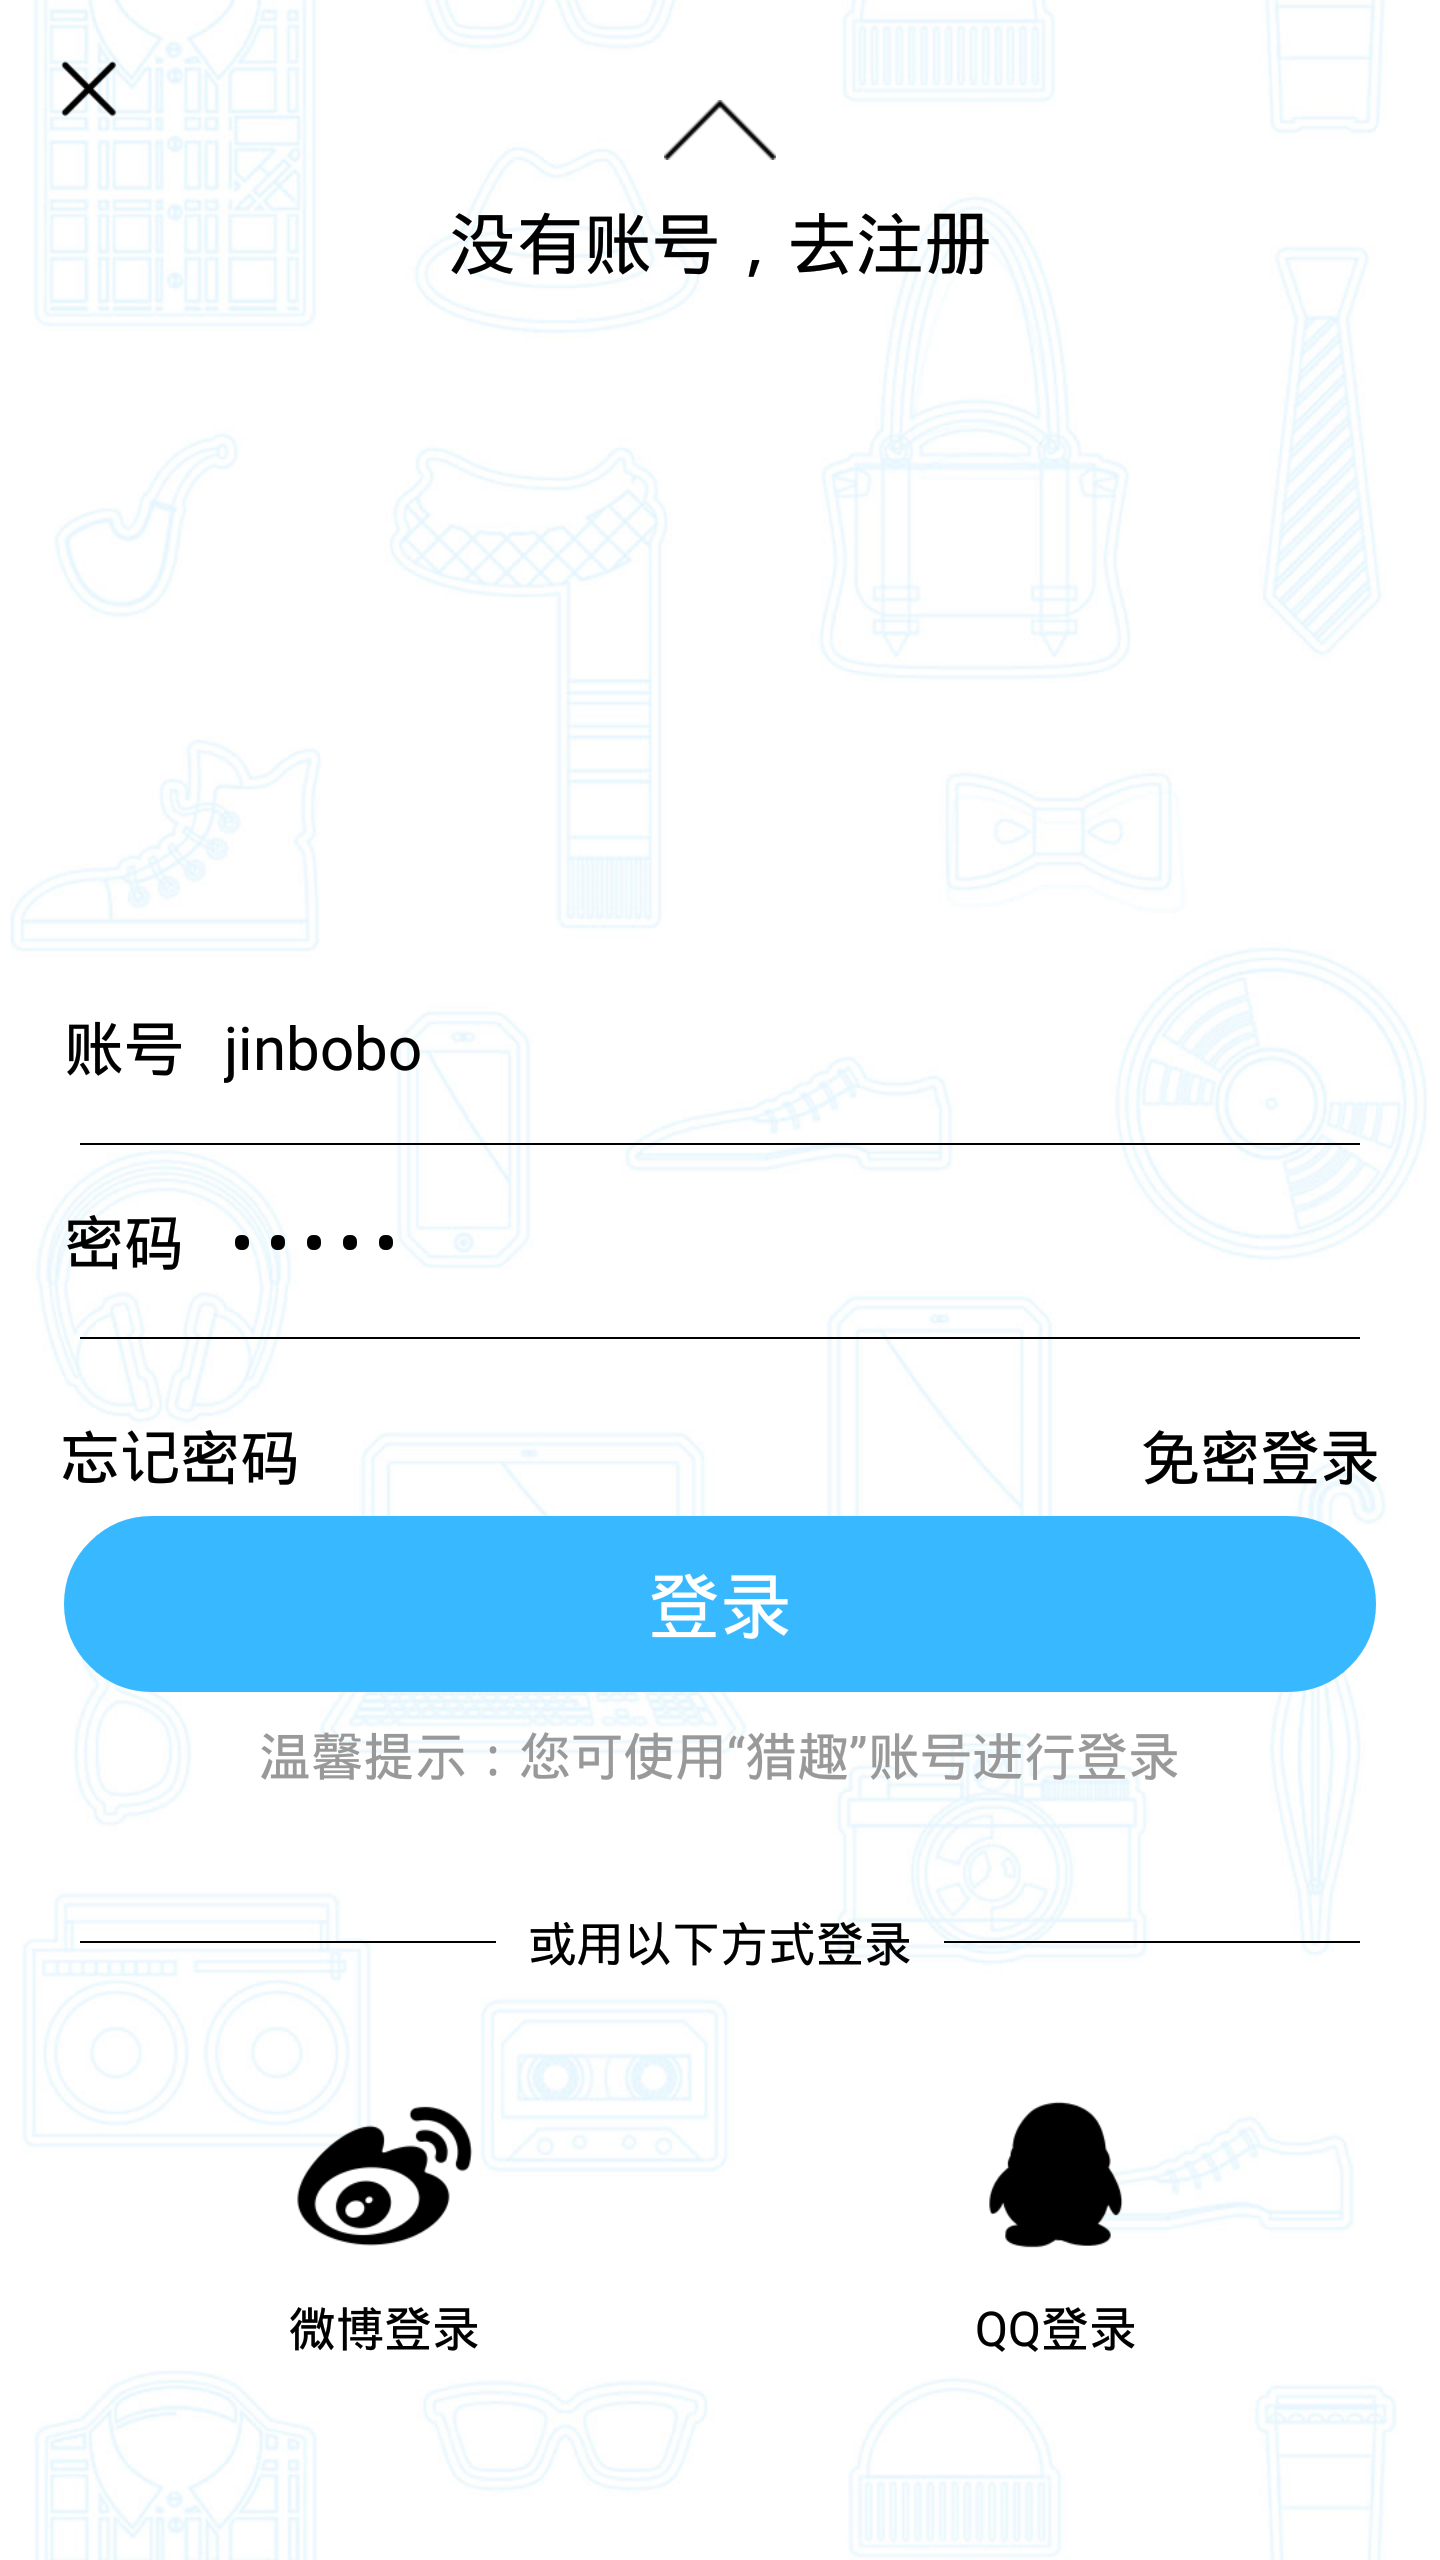 没有账号，去注册
账号 jinbobo
密码 •••••
忘记密码 免密登录
登录
温馨提示：您可使用“猎趣”账号进行登录
或用以下方式登录
微博登录 QQ登录